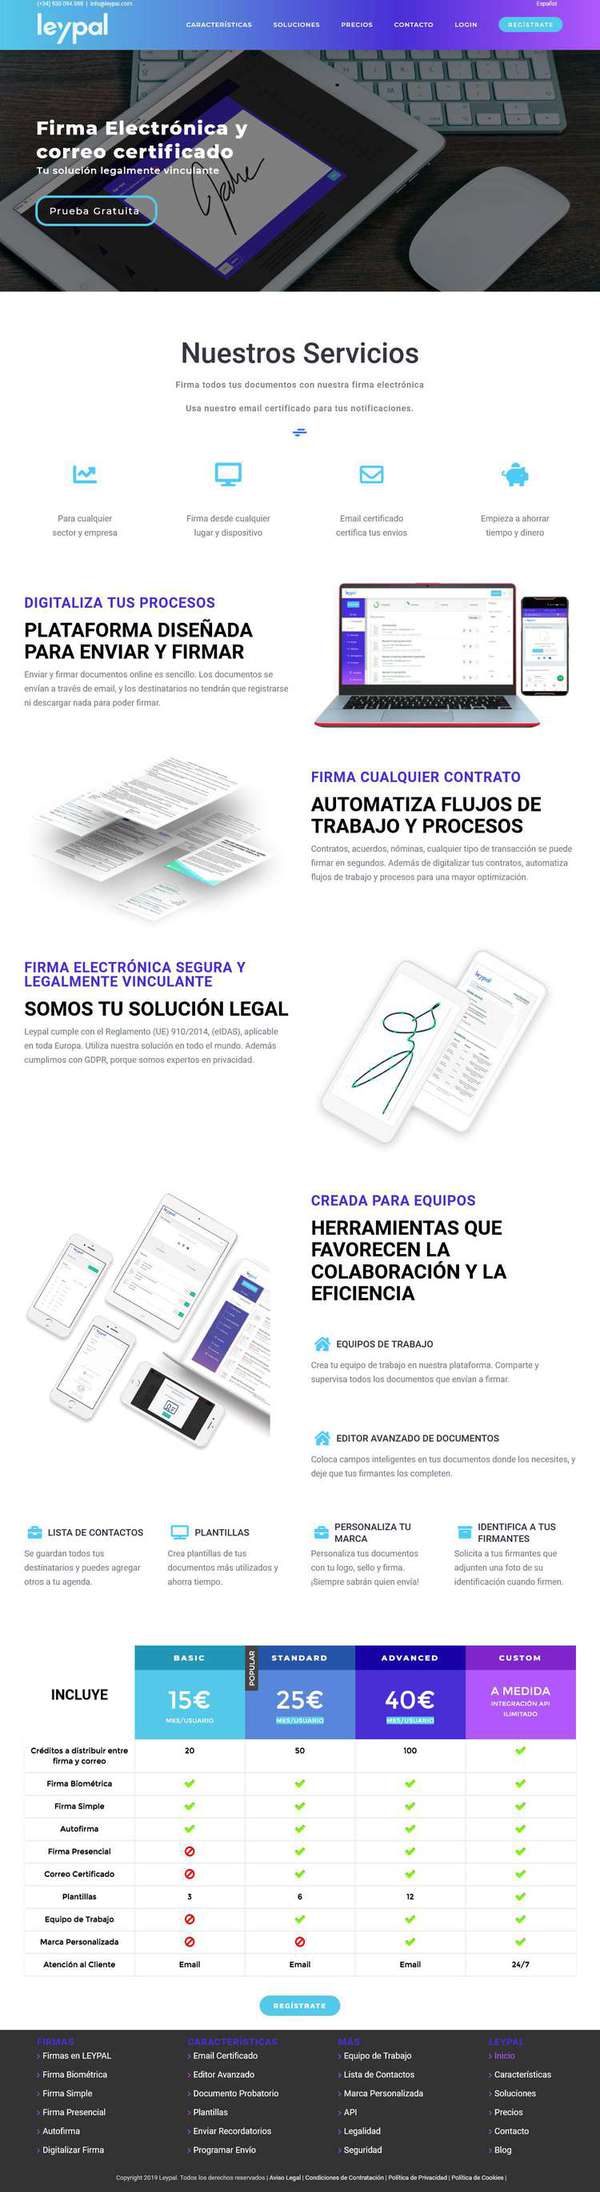 (+34) 930 094 098 | info@leypal.com
Español
leypal
CARACTERÍSTICAS
SOLUCIONES
PRECIOS
CONTACTO
LOGIN
REGÍSTRATE
Firma Electrónica y
correo certificado
Tu solución legalmente vinculante
Prueba Gratuita
Nuestros Servicios
Firma todos tus documentos con nuestra firma electrónica
Usa nuestro email certificado para tus notificaciones.
Para cualquier
sector y empresa
Firma desde cualquier
lugar y dispositivo
Email certificado
certifica tus envios
Empieza a ahorrar
tiempo y dinero
DIGITALIZA TUS PROCESOS
PLATAFORMA DISEÑADA
PARA ENVIAR Y FIRMAR
Enviar y firmar documentos online es sencillo. Los documentos se
envían a través de email, y los destinatarios no tendrán que registrarse
ni descargar nada para poder firmar.
leypal
FIRMA CUALQUIER CONTRATO
AUTOMATIZA FLUJOS DE
TRABAJO Y PROCESOS
Contratos, acuerdos, nóminas, cualquier tipo de transacción se puede
firmar en segundos. Además de digitalizar tus contratos, automatiza
flujos de trabajo y procesos para una mayor optimización.
FIRMA ELECTRÓNICA SEGURA Y
LEGALMENTE VINCULANTE
SOMOS TU SOLUCIÓN LEGAL
Leypal cumple con el Reglamento (UE) 910/2014, (eIDAS), aplicable
en toda Europa. Utiliza nuestra solución en todo el mundo. Además
cumplimos con GDPR, porque somos expertos en privacidad.
leypal
CREADA PARA EQUIPOS
HERRAMIENTAS QUE
FAVORECEN LA
COLABORACIÓN Y LA
EFICIENCIA
EQUIPOS DE TRABAJO
Crea tu equipo de trabajo en nuestra plataforma. Comparte y
supervisa todos los documentos que envían a firmar.
EDITOR AVANZADO DE DOCUMENTOS
Coloca campos inteligentes en tus documentos donde los necesites, y
deje que tus firmantes los completen.
LISTA DE CONTACTOS
Se guardan todos tus
destinatarios y puedes agregar
otros a tu agenda.
PLANTILLAS
Crea plantillas de tus
documentos más utilizados y
ahorra tiempo.
PERSONALIZA TU
MARCA
Personaliza tus documentos
con tu logo, sello y firma.
¡Siempre sabrán quien envía!
IDENTIFICA A TUS
FIRMANTES
Solicita a tus firmantes que
adjunten una foto de su
identificación cuando firmen.
INCLUYE
BASIC
POPULAR
STANDARD
ADVANCED
CUSTOM
15€
MES/USUARIO
25€
MES/USUARIO
40€
MES/USUARIO
A MEDIDA
INTEGRACIÓN API
ILIMITADO
Créditos a distribuir entre
firma y correo
20
50
100
Firma Biométrica
Firma Simple
Autofirma
Firma Presencial
Correo Certificado
Plantillas
3
6
12
Equipo de Trabajo
Marca Personalizada
Atención al Cliente
Email
Email
Email
24/7
REGÍSTRATE
FIRMAS
Firmas en LEYPAL
Firma Biométrica
Firma Simple
Firma Presencial
Autofirma
Digitalizar Firma
CARACTERÍSTICAS
Email Certificado
Editor Avanzado
Documento Probatorio
Plantillas
Enviar Recordatorios
Programar Envío
MÁS
Equipo de Trabajo
Lista de Contactos
Marca Personalizada
API
Legalidad
Seguridad
LEYPAL
Inicio
Características
Soluciones
Precios
Contacto
Blog
Copyright 2019 Leypal. Todos los derechos reservados | Aviso Legal | Condiciones de Contratación | Política de Privacidad | Política de Cookies |